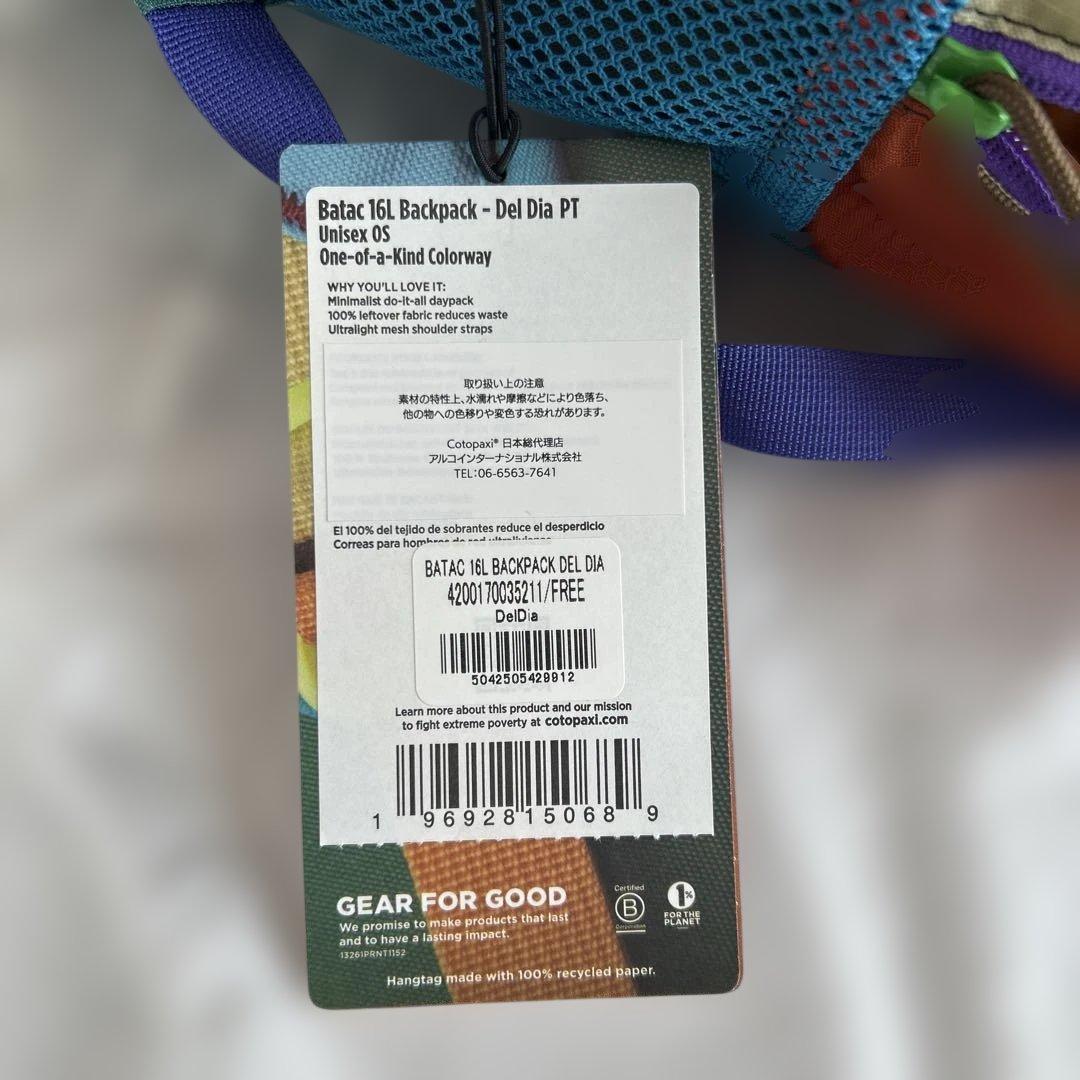 Batac 16L Backpack - Del Dia PT
Unisex OS
One-of-a-Kind Colorway
WHY YOU'LL LOVE IT:
Minimalist do-it-all daypack
100% leftover fabric reduces waste
Ultralight mesh shoulder straps
取り扱い上の注意
素材の特性上、水濡れや摩擦などにより色落ち、
他の物への色移りや変色する恐れがあります。
Cotopaxi® 日本総代理店
アルコインターナショナル株式会社
TEL:06-6563-7641
El 100% del tejido de sobrantes reduce el desperdicio
Correas para hombros de red ultralivianas
BATAC 16L BACKPACK DEL DIA
4200170035211/FREE
DelDia
5042505429912
Learn more about this product and our mission
to fight extreme poverty at cotopaxi.com
1 96928 15068 9
GEAR FOR GOOD
We promise to make products that last
and to have a lasting impact.
13261PRNT1152
Certified
B
Corporation
1%
FOR THE
PLANET
Hangtag made with 100% recycled paper.